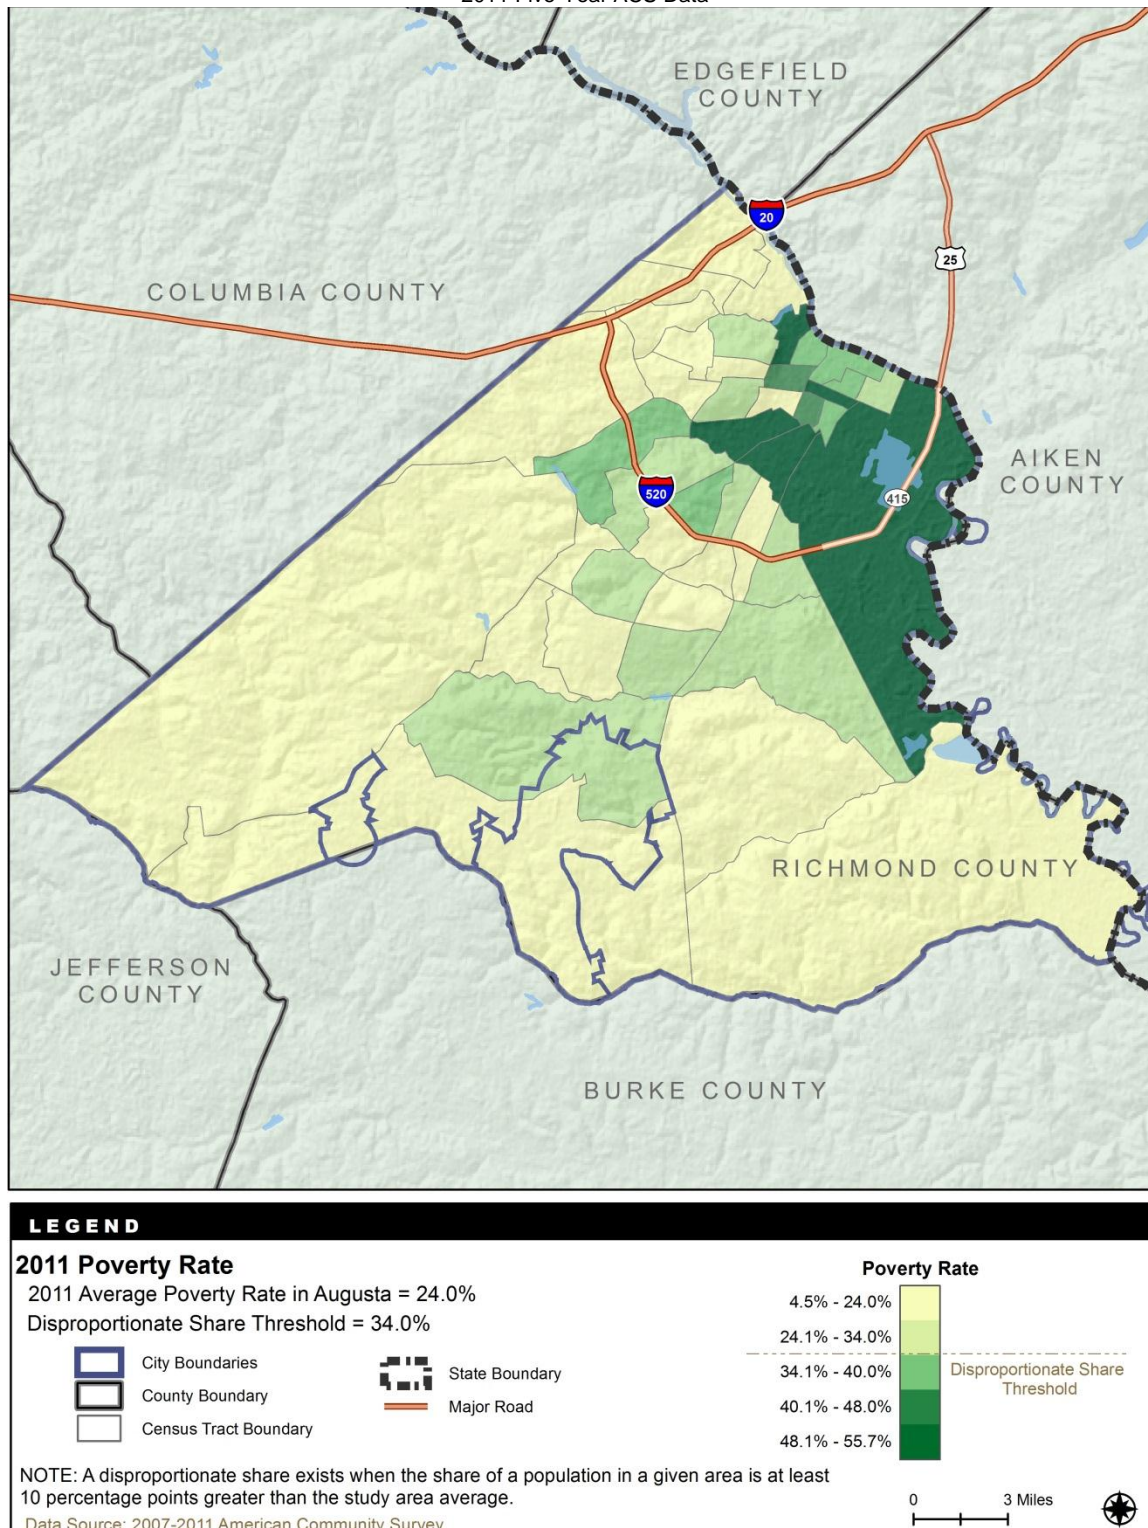 2011 Five-Year ACS Data
EDGEFIELD
COUNTY
20
25
COLUMBIA COUNTY
AIKEN
COUNTY
520
415
RICHMOND COUNTY
JEFFERSON
COUNTY
BURKE COUNTY
LEGEND
2011 Poverty Rate
2011 Average Poverty Rate in Augusta = 24.0%
Disproportionate Share Threshold = 34.0%
City Boundaries
County Boundary
Census Tract Boundary
State Boundary
Major Road
Poverty Rate
4.5% - 24.0%
24.1% - 34.0%
34.1% - 40.0%
40.1% - 48.0%
48.1% - 55.7%
Disproportionate Share
Threshold
NOTE: A disproportionate share exists when the share of a population in a given area is at least
10 percentage points greater than the study area average.
Data Source: 2007-2011 American Community Survey
0 3 Miles